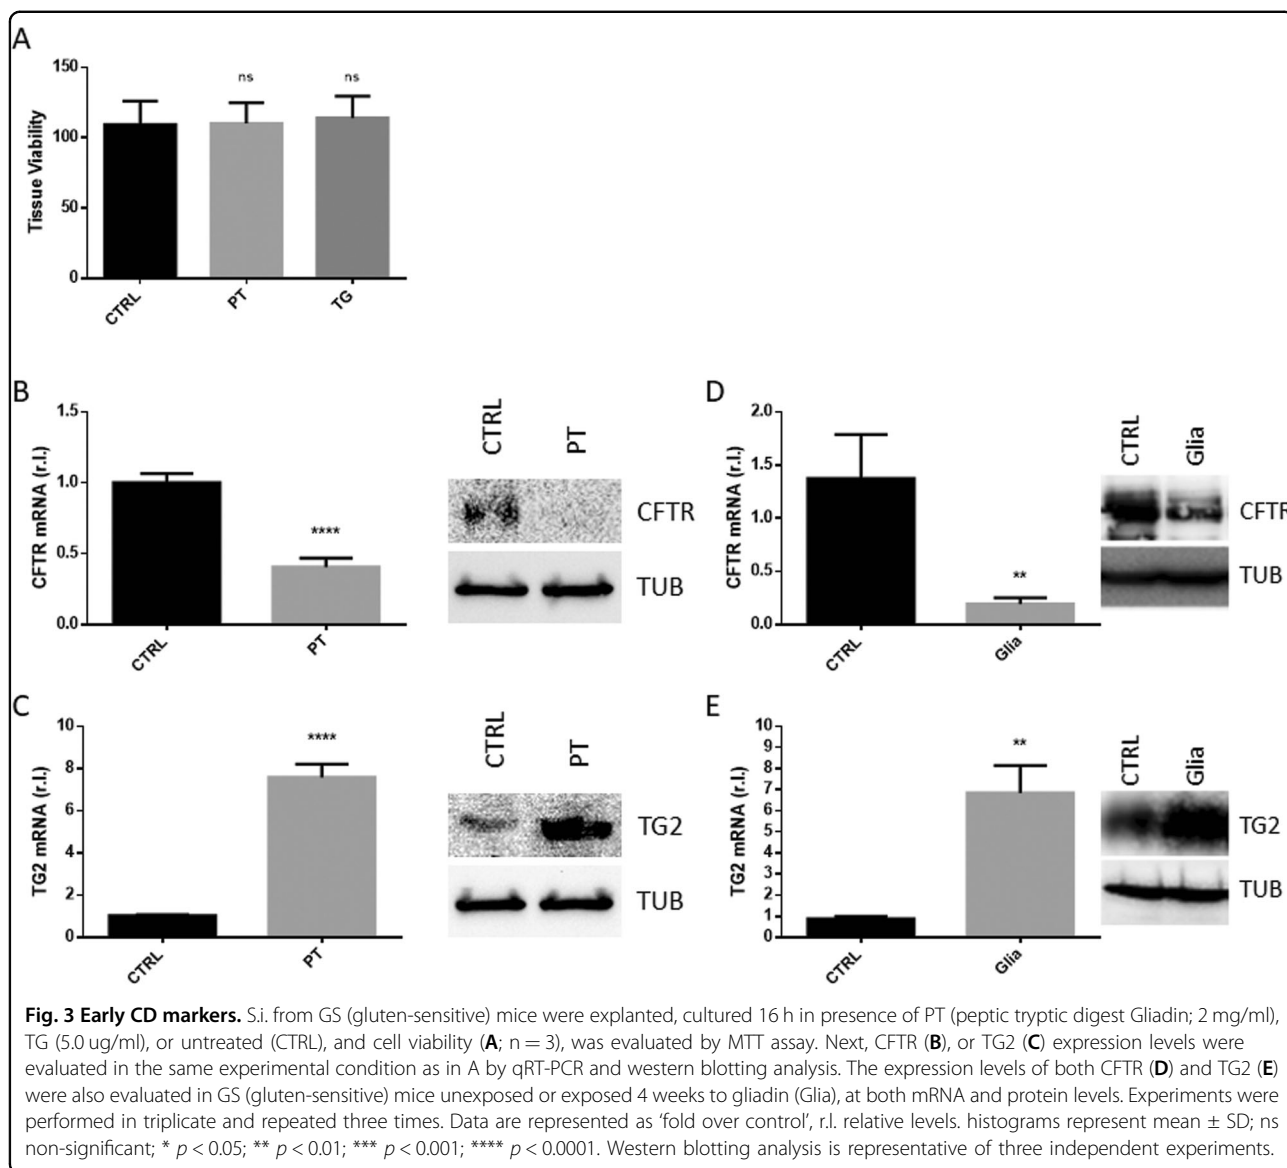 A
150
100
50
0
Tissue Viability
ns
ns
CTRL
PT
TG
B
1.5
1.0
0.5
0.0
CFTR mRNA (r.l.)
****
CTRL
PT
CTRL
PT
CFTR
TUB
D
2.0
1.5
1.0
0.5
0.0
CFTR mRNA (r.l.)
**
CTRL
Glia
CTRL
Glia
CFTR
TUB
C
10
8
6
4
2
0
TG2 mRNA (r.l.)
****
CTRL
PT
CTRL
PT
TG2
TUB
E
10
9
8
7
6
5
4
3
2
1
0
TG2 mRNA (r.l.)
**
CTRL
Glia
CTRL
Glia
TG2
TUB
Fig. 3 Early CD markers. S.i. from GS (gluten-sensitive) mice were explanted, cultured 16 h in presence of PT (peptic tryptic digest Gliadin; 2 mg/ml),
TG (5.0 ug/ml), or untreated (CTRL), and cell viability (A; n = 3), was evaluated by MTT assay. Next, CFTR (B), or TG2 (C) expression levels were
evaluated in the same experimental condition as in A by qRT-PCR and western blotting analysis. The expression levels of both CFTR (D) and TG2 (E)
were also evaluated in GS (gluten-sensitive) mice unexposed or exposed 4 weeks to gliadin (Glia), at both mRNA and protein levels. Experiments were
performed in triplicate and repeated three times. Data are represented as 'fold over control', r.l. relative levels. histograms represent mean ± SD; ns
non-significant; * p < 0.05; ** p < 0.01; *** p < 0.001; **** p < 0.0001. Western blotting analysis is representative of three independent experiments.